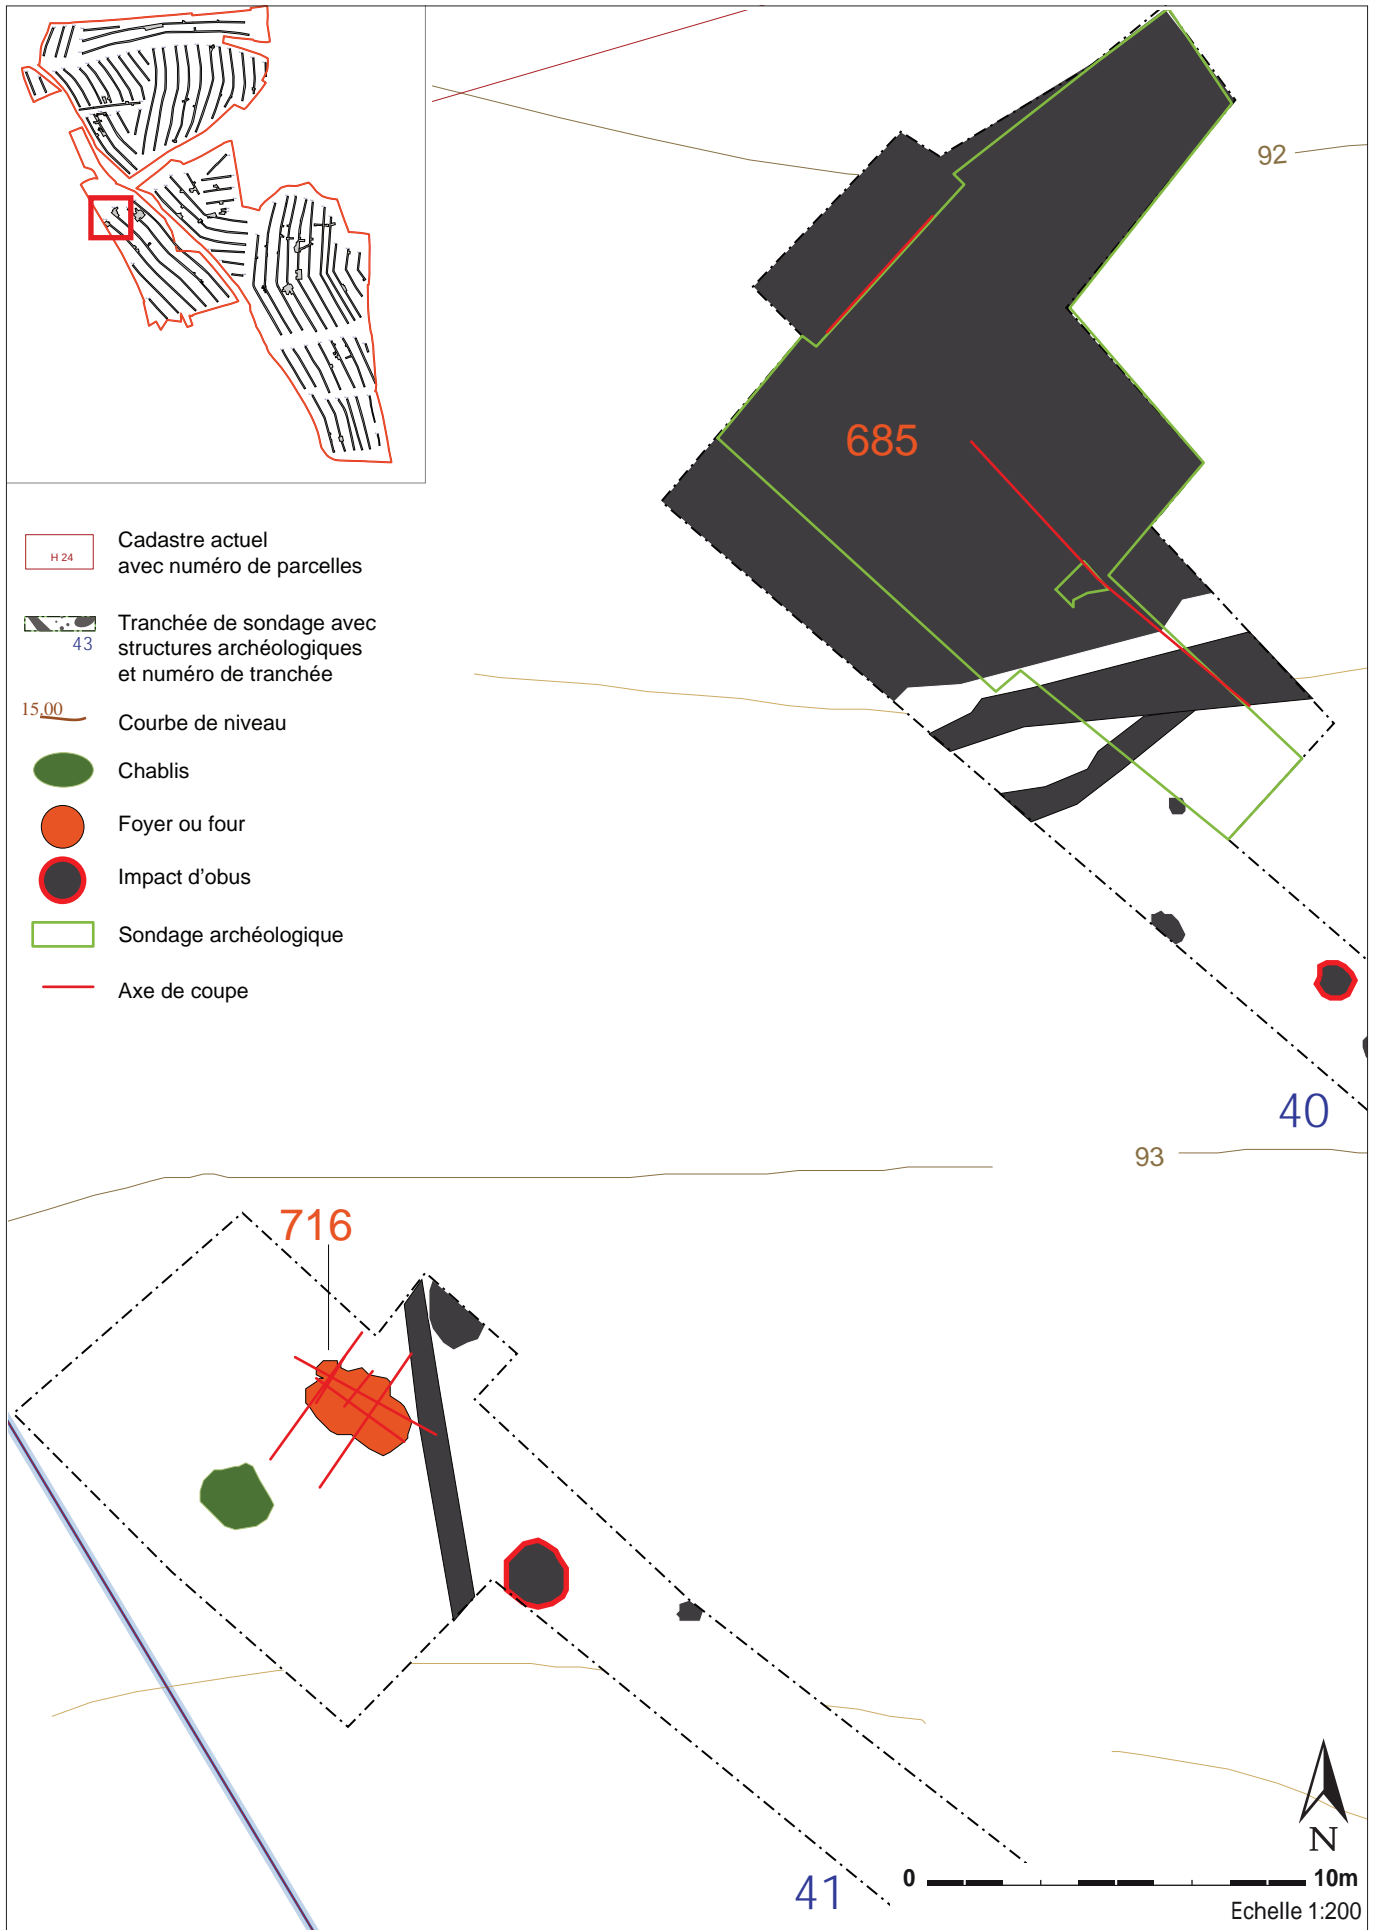 92
685
H 24
Cadastre actuel
avec numéro de parcelles
43
Tranchée de sondage avec
structures archéologiques
et numéro de tranchée
15,00
Courbe de niveau
Chablis
Foyer ou four
Impact d'obus
Sondage archéologique
Axe de coupe
40
93
716
41
N
0
10m
Echelle 1:200